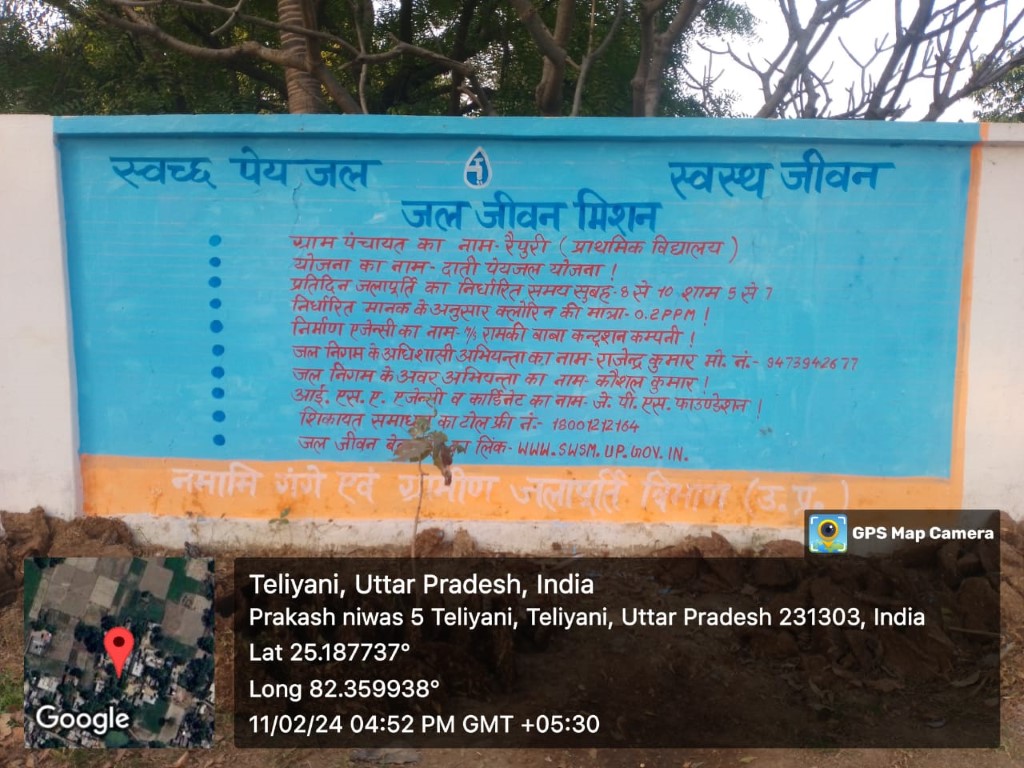 स्वच्छ पेय जल स्वस्थ जीवन
जल जीवन मिशन
ग्राम पंचायत का नाम- रैपुरी ( प्राथमिक विद्यालय )
योजना का नाम- दाती पेयजल योजना !
प्रतिदिन जलापूर्ति का निर्धारित समय सुबह- 8 से 10 शाम 5 से 7
निर्धारित मानक के अनुसार क्लोरिन की मात्रा- 0.2PPM !
निर्माण एजेन्सी का नाम- M/s रामकी बाबा कन्ट्रशन कम्पनी !
जल निगम के अधिशासी अभियन्ता का नाम- राजेन्द्र कुमार मो. नं.- 9473942677
जल निगम के अवर अभियन्ता का नाम- कौशल कुमार !
आई. एस. ए. एजेन्सी व कार्डिनेट का नाम- जे. पी. एस. फाउण्डेशन !
शिकायत समाधान का टोल फ्री नं.- 18001212164
जल जीवन का लिंक- WWW.SWSM.UP.GOV.IN.
नमामि गंगे एवं ग्रामीण जलापूर्ति विभाग (उ.प्र.)
GPS Map Camera
Teliyani, Uttar Pradesh, India
Prakash niwas 5 Teliyani, Teliyani, Uttar Pradesh 231303, India
Lat 25.187737°
Long 82.359938°
11/02/24 04:52 PM GMT +05:30
Google